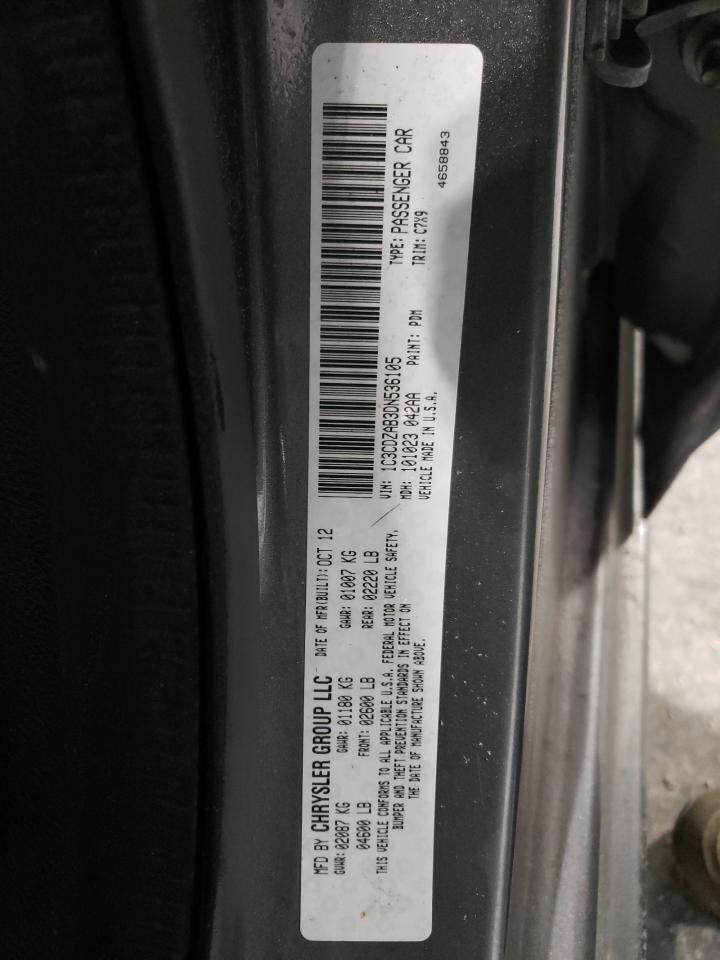 MFD BY CHRYSLER GROUP LLC DATE OF MFR(BUILT): OCT 12
GVWR: 02087 KG GAWR: 01180 KG GAWR: 01007 KG
04600 LB FRONT: 02600 LB REAR: 02220 LB
THIS VEHICLE CONFORMS TO ALL APPLICABLE U.S.A. FEDERAL MOTOR VEHICLE SAFETY,
BUMPER AND THEFT PREVENTION STANDARDS IN EFFECT ON
THE DATE OF MANUFACTURE SHOWN ABOVE.
VIN: 1C3CDZAB3DN536105 TYPE: PASSENGER CAR
MDH: 101023 042AA PAINT: PDM TRIM: C7X9
VEHICLE MADE IN U.S.A.
4658843